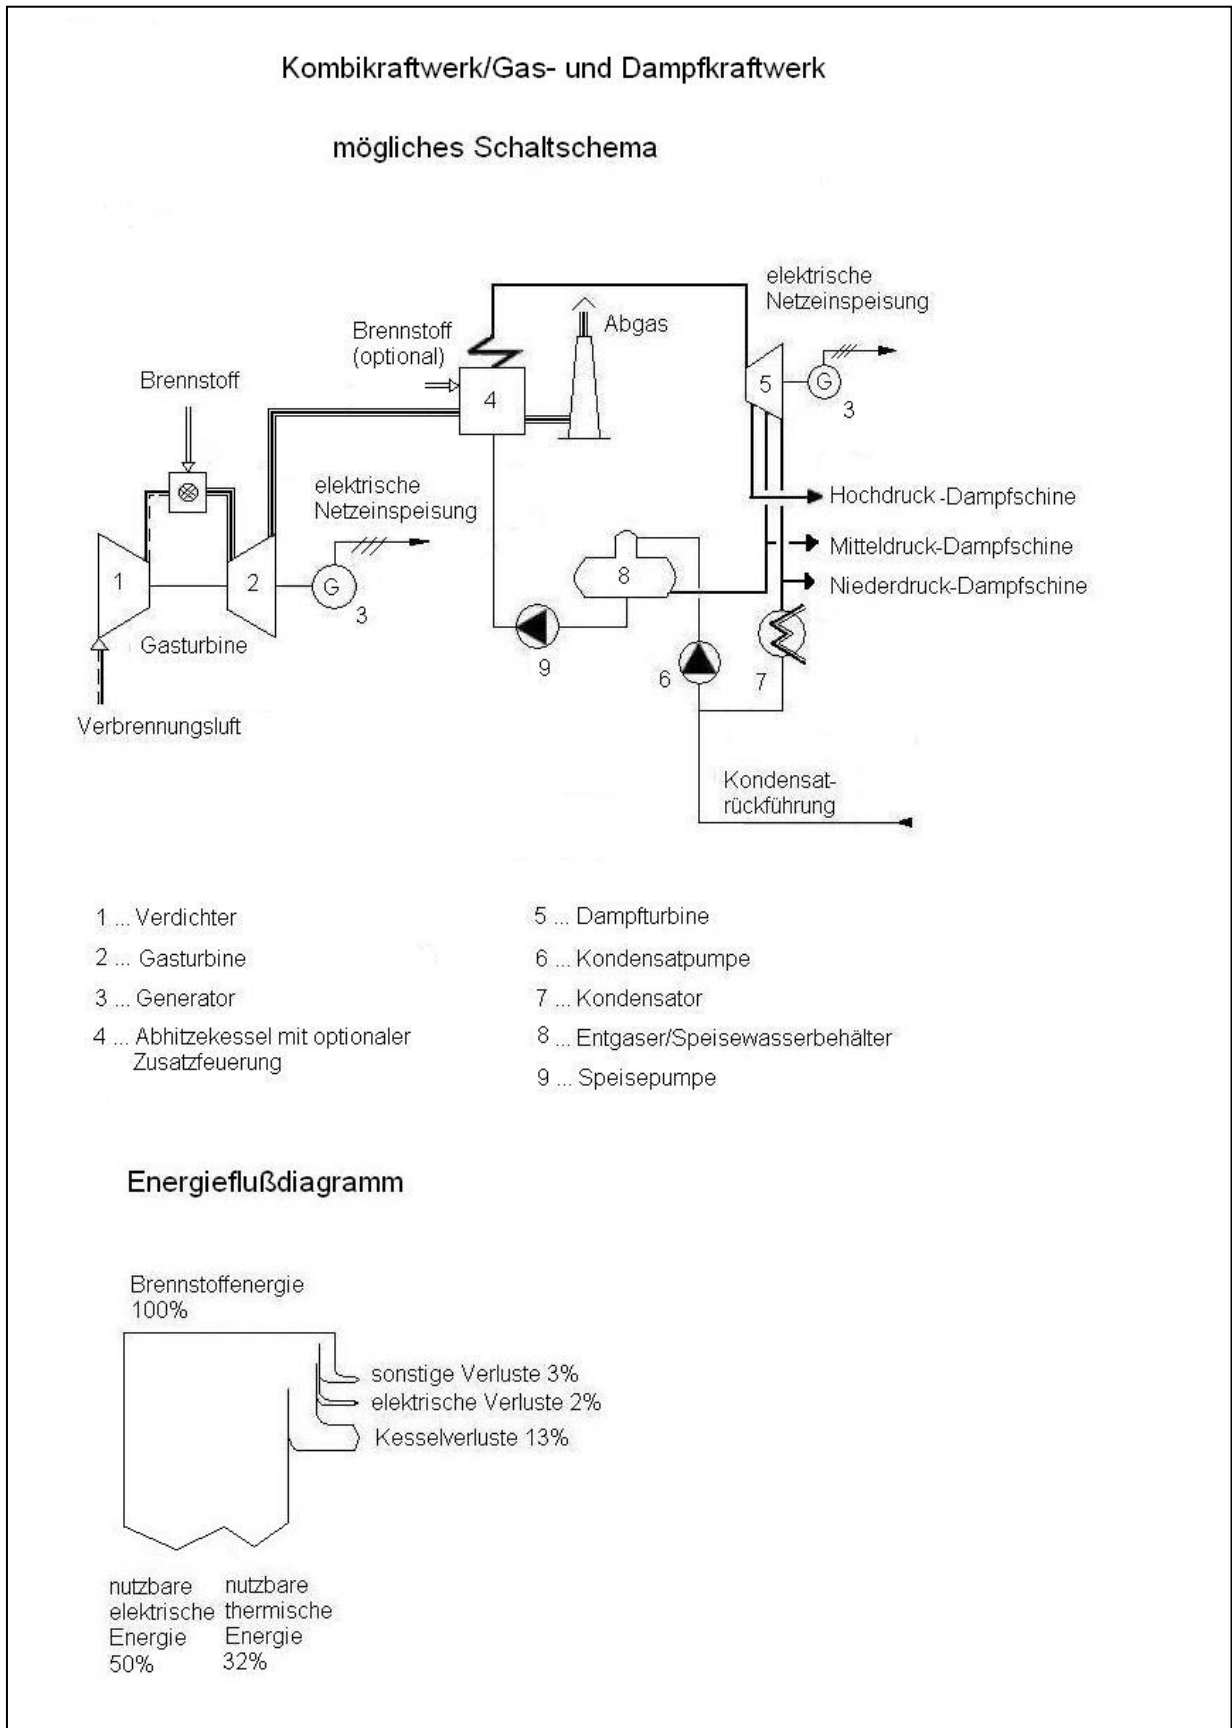 Kombikraftwerk/Gas- und Dampfkraftwerk
mögliches Schaltschema
elektrische
Netzeinspeisung
Brennstoff
(optional)
Abgas
Brennstoff
4
5
G
3
elektrische
Netzeinspeisung
Hochdruck-Dampfschine
Mitteldruck-Dampfschine
Niederdruck-Dampfschine
1
2
G
3
8
Gasturbine
9
6
7
Verbrennungsluft
Kondensat-
rückführung
1 ... Verdichter
2 ... Gasturbine
3 ... Generator
4 ... Abhitzekessel mit optionaler
Zusatzfeuerung
5 ... Dampfturbine
6 ... Kondensatpumpe
7 ... Kondensator
8 ... Entgaser/Speisewasserbehälter
9 ... Speisepumpe
Energieflußdiagramm
Brennstoffenergie
100%
sonstige Verluste 3%
elektrische Verluste 2%
Kesselverluste 13%
nutzbare
elektrische
Energie
50%
nutzbare
thermische
Energie
32%